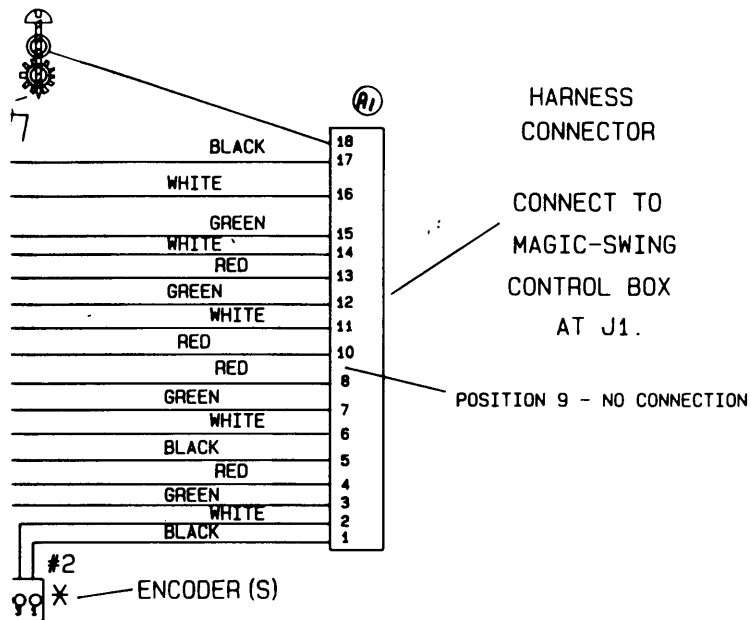 A1
HARNESS
CONNECTOR
18
BLACK
17
WHITE
16
CONNECT TO
GREEN
15
WHITE
14
MAGIC-SWING
RED
13
CONTROL BOX
GREEN
12
WHITE
11
AT J1.
RED
10
RED
8
POSITION 9 - NO CONNECTION
GREEN
7
WHITE
6
BLACK
5
RED
4
GREEN
3
WHITE
2
BLACK
1
#2
ENCODER(S)